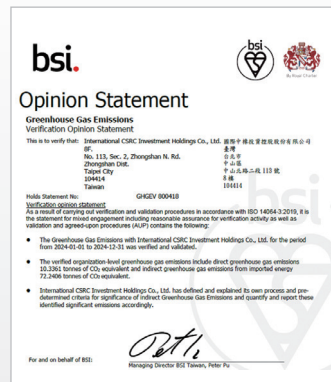 bsi.
bsi
By Royal Charter
Opinion Statement
Greenhouse Gas Emissions
Verification Opinion Statement
This is to verify that: International CSRC Investment Holdings Co., Ltd. 國際中橡投資控股股份有限公司
8F. 臺灣
No. 113, Sec. 2, Zhongshan N. Rd. 台北市
Zhongshan Dist. 中山區
Taipei City 中山北路二段 113 號
104414 8 樓
Taiwan 104414
Holds Statement No: GHGEV 800418
Verification opinion statement
As a result of carrying out verification and validation procedures in accordance with ISO 14064-3:2019, it is
the statement for mixed engagement including reasonable assurance for verification activity as well as
validation and agreed-upon procedures (AUP) contains the following:
• The Greenhouse Gas Emissions with International CSRC Investment Holdings Co., Ltd. for the period
from 2024-01-01 to 2024-12-31 was verified and validated.
• The verified organization-level greenhouse gas emissions include direct greenhouse gas emissions
10.3361 tonnes of CO₂ equivalent and indirect greenhouse gas emissions from imported energy
72.2406 tonnes of CO₂ equivalent.
• International CSRC Investment Holdings Co., Ltd. has defined and explained its own process and pre-
determined criteria for significance of indirect Greenhouse Gas Emissions and quantify and report these
identified significant emissions accordingly.
For and on behalf of BSI:
Managing Director BSI Taiwan, Peter Pu